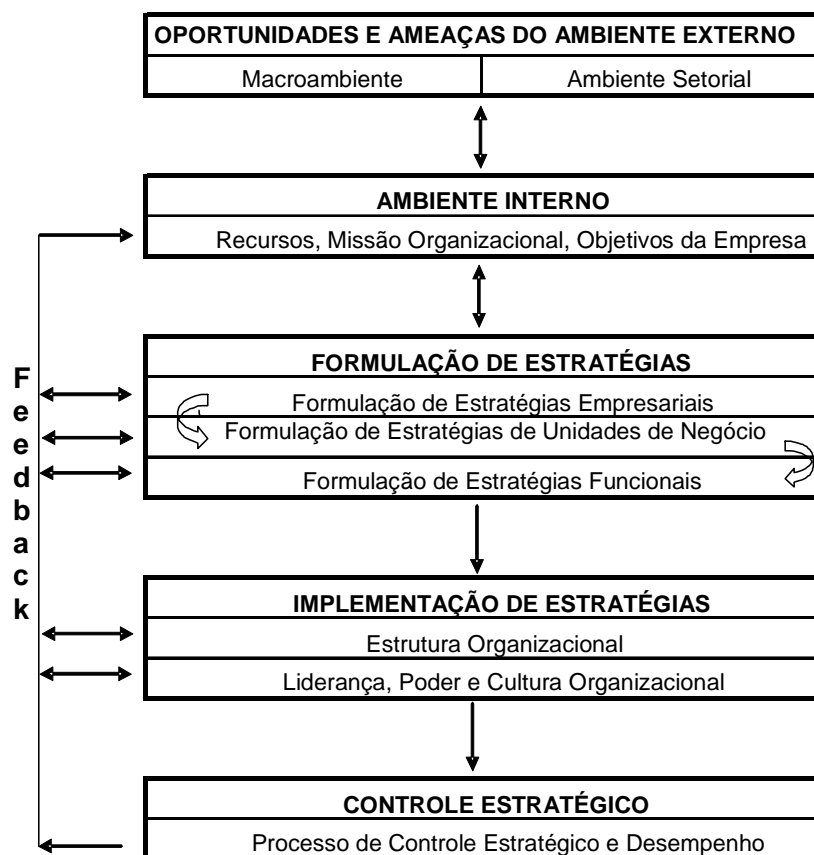 OPORTUNIDADES E AMEAÇAS DO AMBIENTE EXTERNO
Macroambiente
Ambiente Setorial
AMBIENTE INTERNO
Recursos, Missão Organizacional, Objetivos da Empresa
FORMULAÇÃO DE ESTRATÉGIAS
Formulação de Estratégias Empresariais
Formulação de Estratégias de Unidades de Negócio
Formulação de Estratégias Funcionais
Feedback
IMPLEMENTAÇÃO DE ESTRATÉGIAS
Estrutura Organizacional
Liderança, Poder e Cultura Organizacional
CONTROLE ESTRATÉGICO
Processo de Controle Estratégico e Desempenho